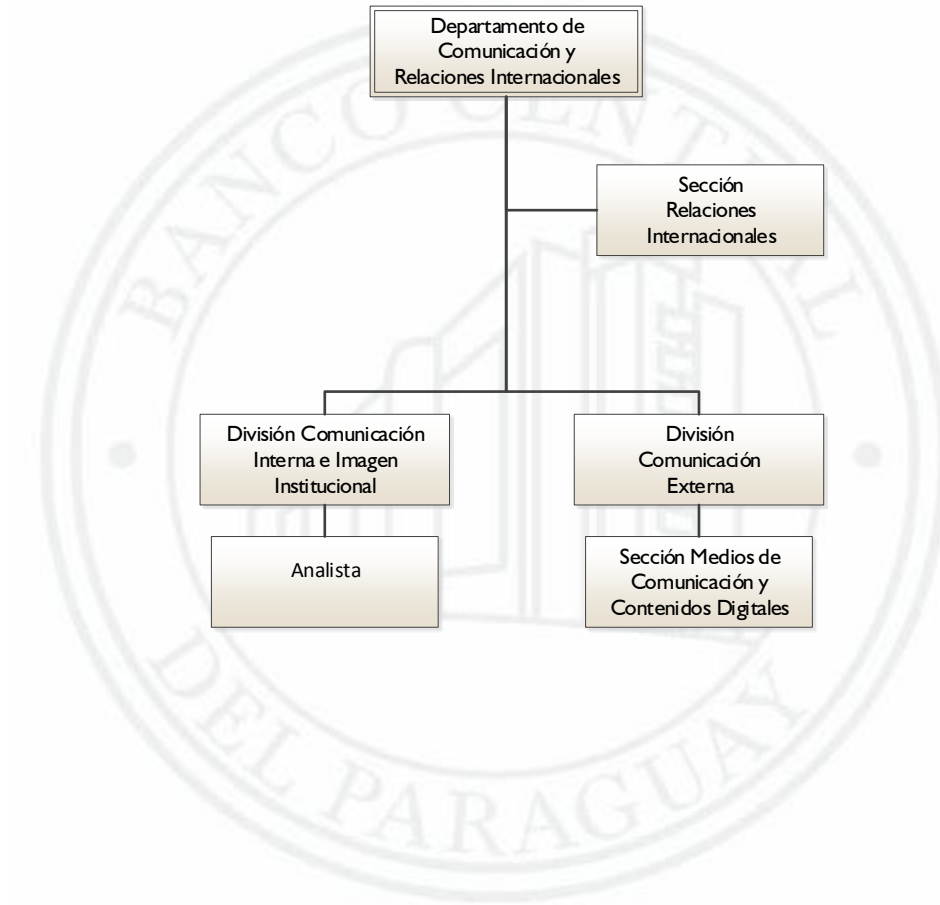 Departamento de
Comunicación y
Relaciones Internacionales
Sección
Relaciones
Internacionales
División Comunicación
Interna e Imagen
Institucional
División
Comunicación
Externa
Analista
Sección Medios de
Comunicación y
Contenidos Digitales
BANCO CENTRAL
DEL PARAGUAY